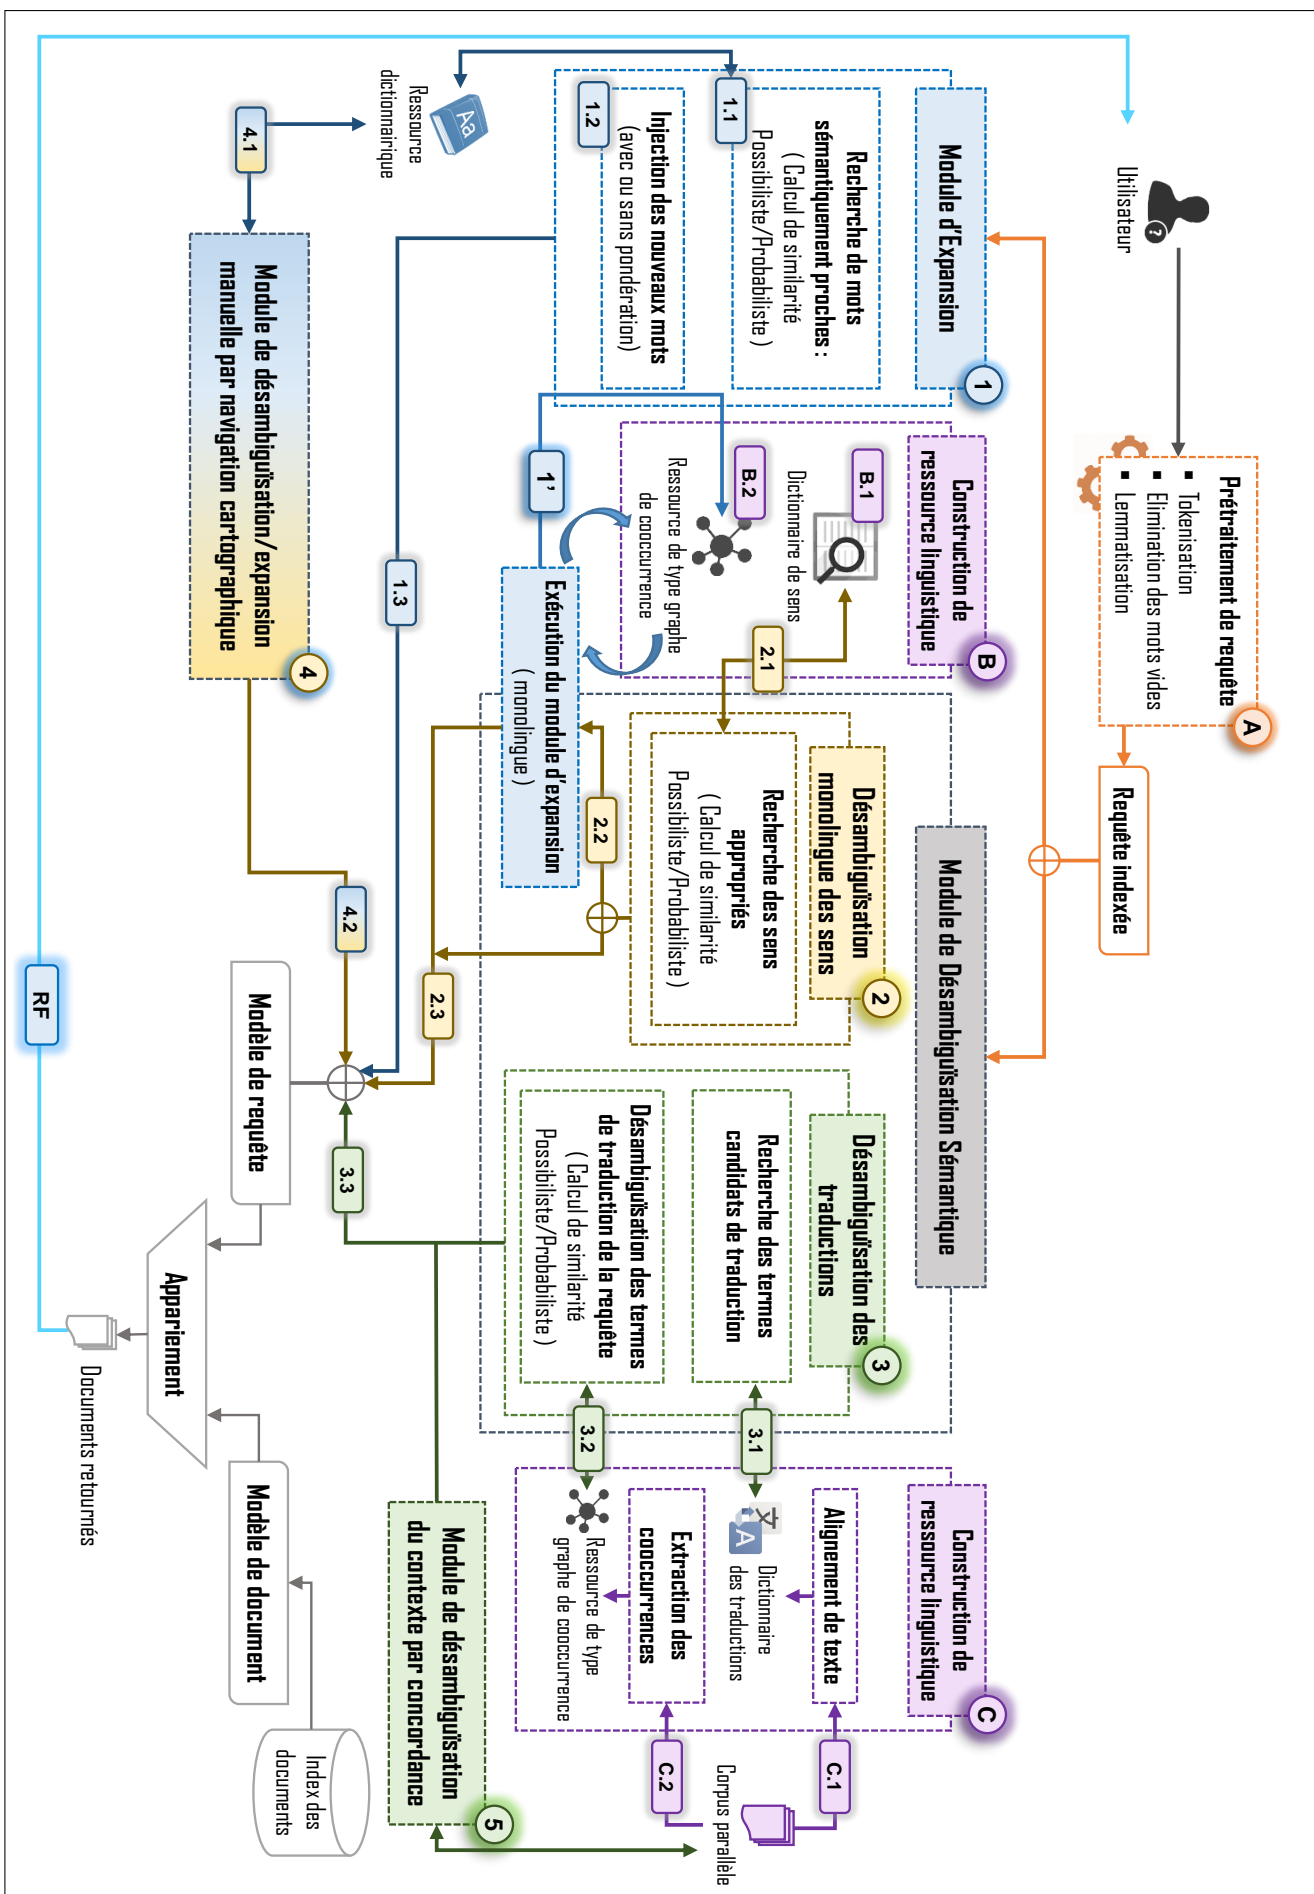 Utilisateur
Prétraitement de requête
A
▪ Tokenisation
▪ Elimination des mots vides
▪ Lemmatisation
Requête indexée
Module d'Expansion
1
Recherche de mots
sémantiquement proches :
( Calcul de similarité
Possibiliste/Probabiliste )
1.1
Injection des nouveaux mots
(avec ou sans pondération)
1.2
Aa
Ressource
dictionnairique
Construction de
ressource linguistique
B
B.1
Dictionnaire de sens
B.2
Ressource de type graphe
de cooccurrence
1'
Exécution du module d'expansion
( monolingue )
1.3
Module de Désambiguïsation Sémantique
Désambiguïsation
monolingue des sens
2
2.1
Recherche des sens
appropriés
( Calcul de similarité
Possibiliste/Probabiliste )
2.2
2.3
Désambiguïsation des
traductions
3
Recherche des termes
candidats de traduction
3.1
Désambiguïsation des termes
de traduction de la requête
( Calcul de similarité
Possibiliste/Probabiliste )
3.2
3.3
Construction de
ressource linguistique
C
Alignement de texte
C.1
文
A
Dictionnaire
des traductions
Extraction des
cooccurrences
C.2
Ressource de type
graphe de cooccurrence
Corpus parallèle
4.1
Module de désambiguïsation/expansion
manuelle par navigation cartographique
4
4.2
Module de désambiguïsation
du contexte par concordance
5
Modèle de requête
Appariement
Modèle de document
Index des
documents
Documents retournés
RF